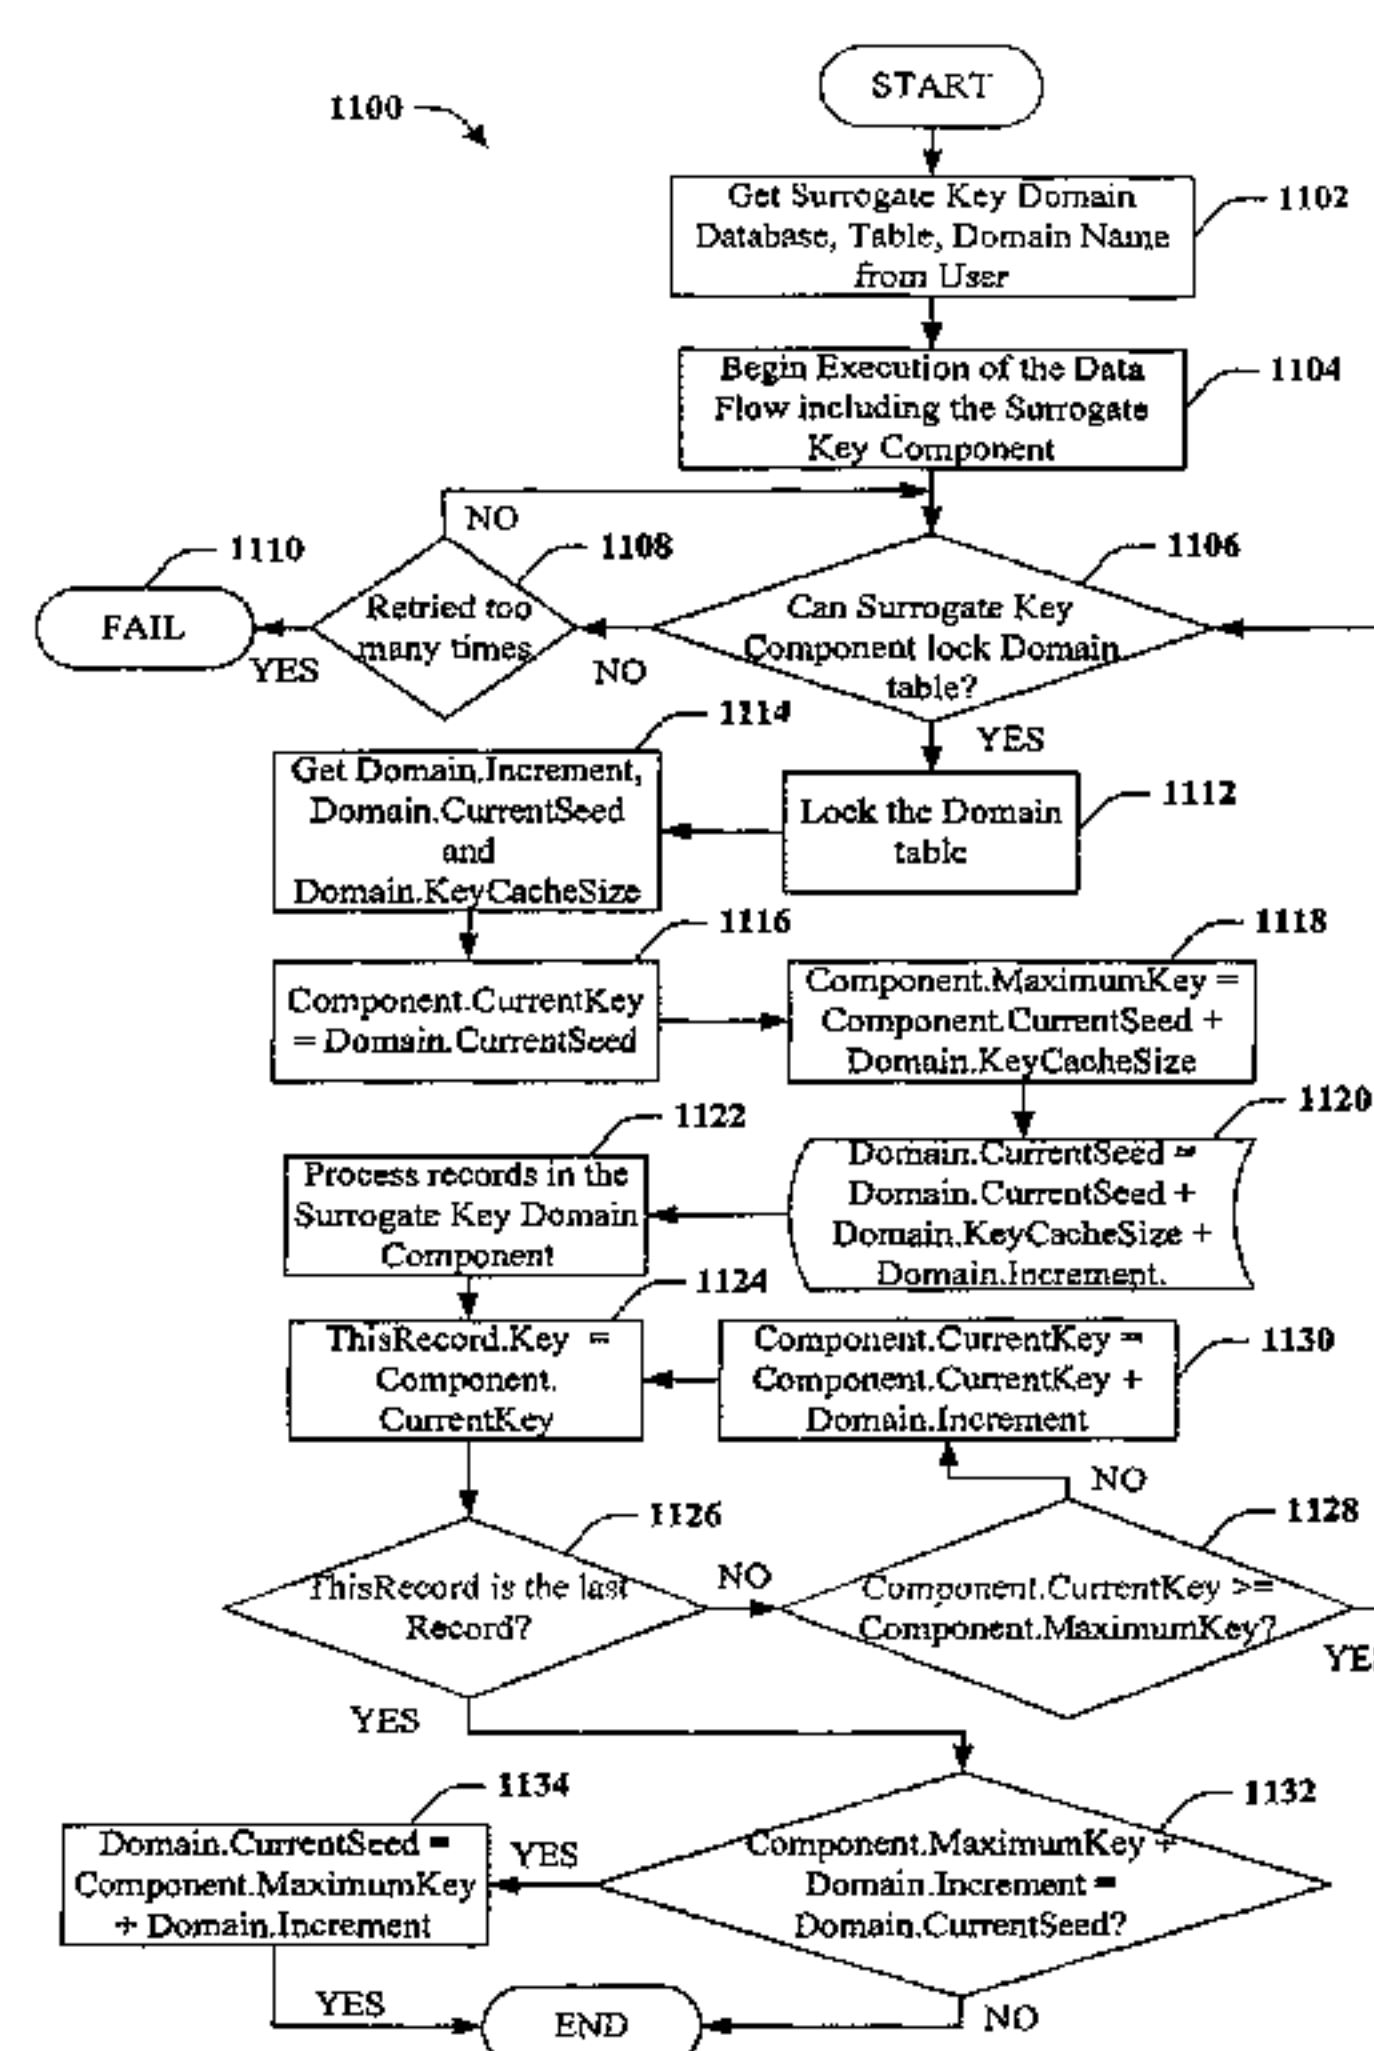 START
1100
Get Surrogate Key Domain
Database, Table, Domain Name
from User
1102
Begin Execution of the Data
Flow including the Surrogate
Key Component
1104
NO
1110
1108
1106
FAIL
Retried too
many times
Can Surrogate Key
Component lock Domain
table?
YES
NO
YES
1114
Get Domain.Increment,
Domain.CurrentSeed
and
Domain.KeyCacheSize
Lock the Domain
table
1112
1116
Component.CurrentKey
= Domain.CurrentSeed
1118
Component.MaximumKey =
Component.CurrentSeed +
Domain.KeyCacheSize
1120
Domain.CurrentSeed =
Domain.CurrentSeed +
Domain.KeyCacheSize +
Domain.Increment.
1122
Process records in the
Surrogate Key Domain
Component
1124
ThisRecord.Key =
Component.
CurrentKey
Component.CurrentKey =
Component.CurrentKey +
Domain.Increment
1130
NO
1126
ThisRecord is the last
Record?
NO
1128
Component.CurrentKey >=
Component.MaximumKey?
YES
YES
1134
Domain.CurrentSeed =
Component.MaximumKey
+ Domain.Increment
YES
1132
Component.MaximumKey +
Domain.Increment =
Domain.CurrentSeed?
YES
END
NO